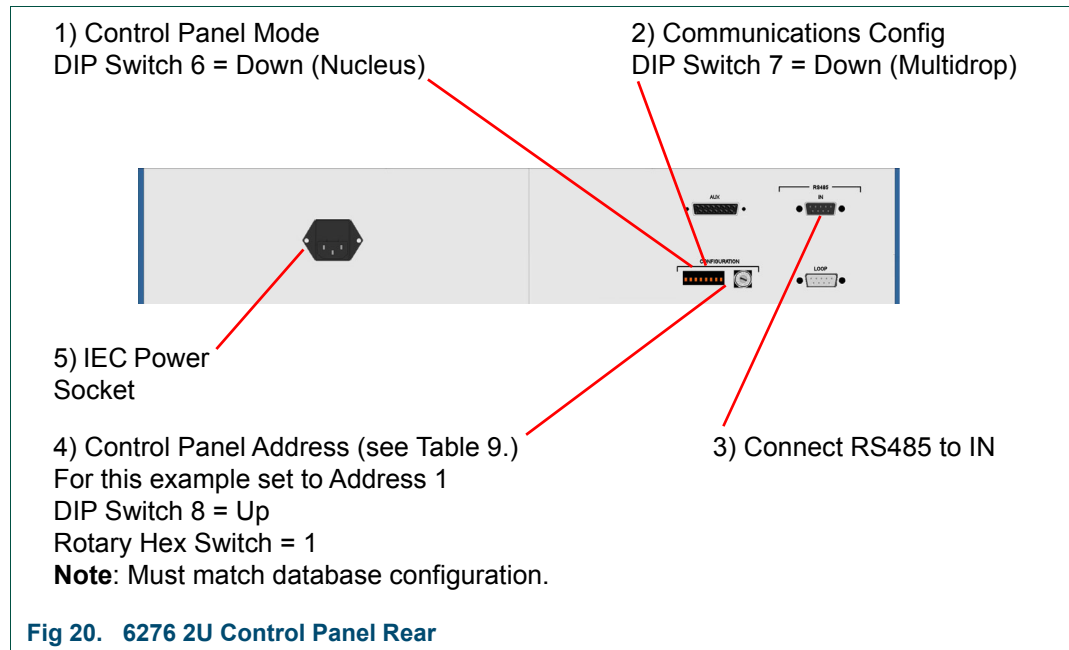 1) Control Panel Mode
DIP Switch 6 = Down (Nucleus)
2) Communications Config
DIP Switch 7 = Down (Multidrop)
AUX
RS485
IN
CONFIGURATION
LOOP
5) IEC Power
Socket
4) Control Panel Address (see Table 9.)
For this example set to Address 1
DIP Switch 8 = Up
Rotary Hex Switch = 1
Note: Must match database configuration.
3) Connect RS485 to IN
Fig 20. 6276 2U Control Panel Rear